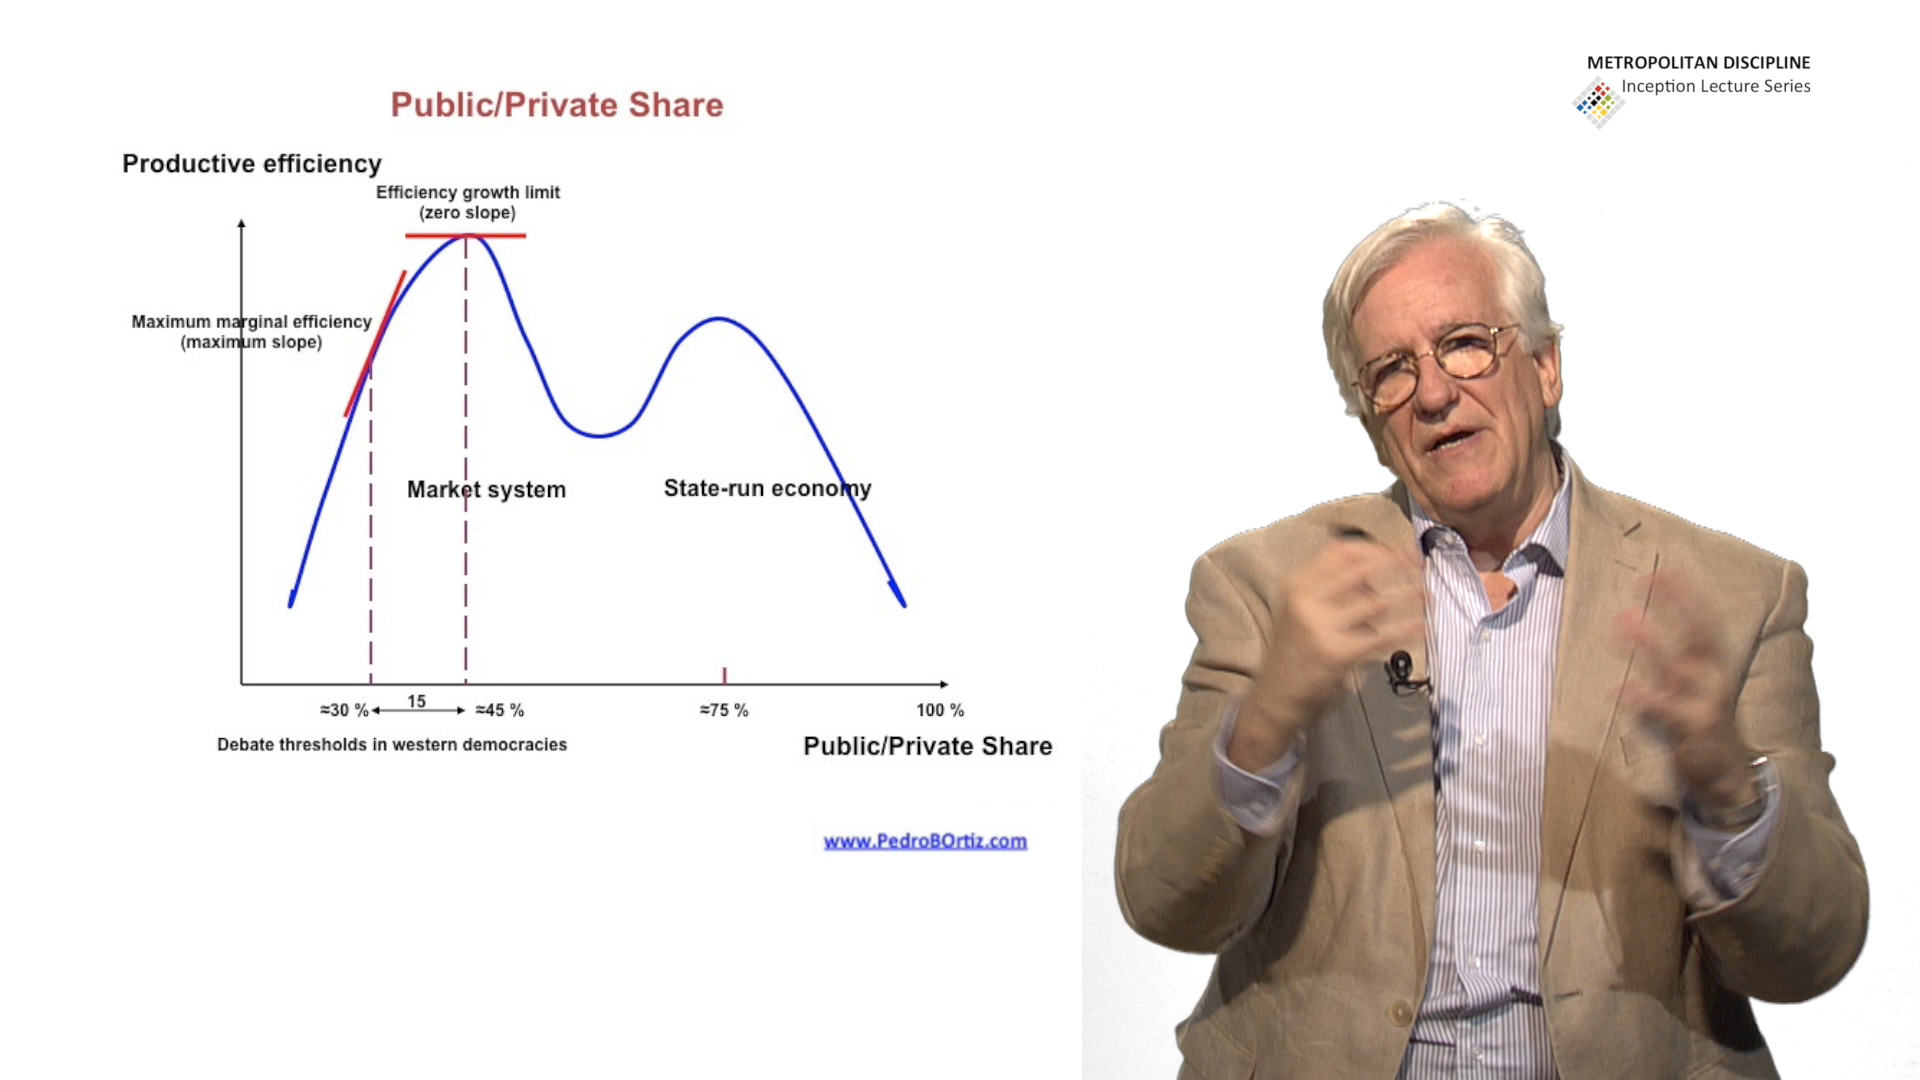 METROPOLITAN DISCIPLINE
Inception Lecture Series
Public/Private Share
Productive efficiency
Efficiency growth limit
(zero slope)
Maximum marginal efficiency
(maximum slope)
Market system
State-run economy
≈30 %
15
≈45 %
≈75 %
100 %
Debate thresholds in western democracies
Public/Private Share
www.PedroBOrtiz.com